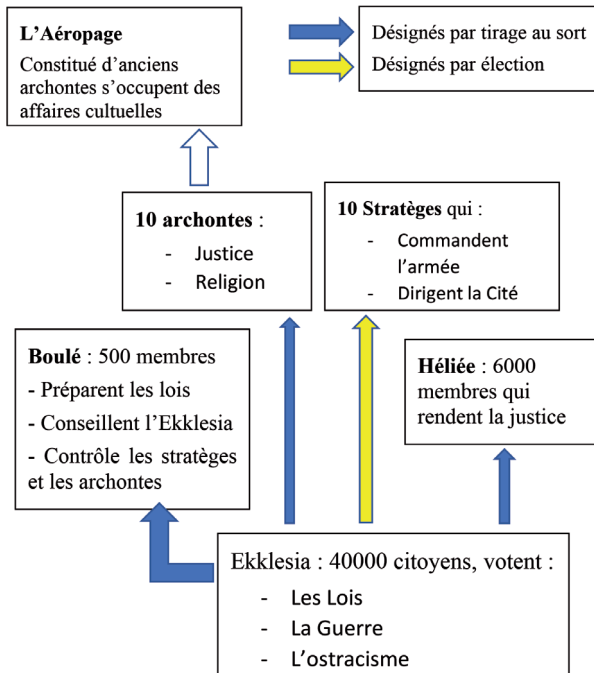 L’Aéropage
Constitué d’anciens
archontes s’occupent des
affaires cultuelles
Désignés par tirage au sort
Désignés par élection
10 archontes :
- Justice
- Religion
10 Stratèges qui :
- Commandent
l’armée
- Dirigent la Cité
Boulé : 500 membres
- Préparent les lois
- Conseillent l’Ekklesia
- Contrôle les stratèges
et les archontes
Héliée : 6000
membres qui
rendent la justice
Ekklesia : 40000 citoyens, votent :
- Les Lois
- La Guerre
- L’ostracisme